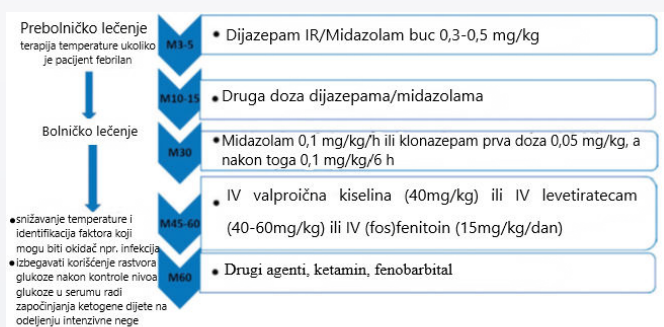 Prebolničko lečenje
terapija temperature ukoliko
je pacijent febrilan
M3-5
• Dijazepam IR/Midazolam buc 0,3-0,5 mg/kg
M10-15
• Druga doza dijazepama/midazolama
Bolničko lečenje
M30
• Midazolam 0,1 mg/kg/h ili klonazepam prva doza 0,05 mg/kg, a
nakon toga 0,1 mg/kg/6 h
M45-60
• IV valproična kiselina (40mg/kg) ili IV levetiratecam
(40-60mg/kg) ili IV (fos)fenitoin (15mg/kg/dan)
• snižavanje temperature i
identifikacija faktora koji
mogu biti okidač npr. infekcija
• izbegavati korišćenje rastvora
glukoze nakon kontrole nivoa
glukoze u serumu radi
započinjanja ketogene dijete na
odeljenju intenzivne nege
M60
• Drugi agenti, ketamin, fenobarbital